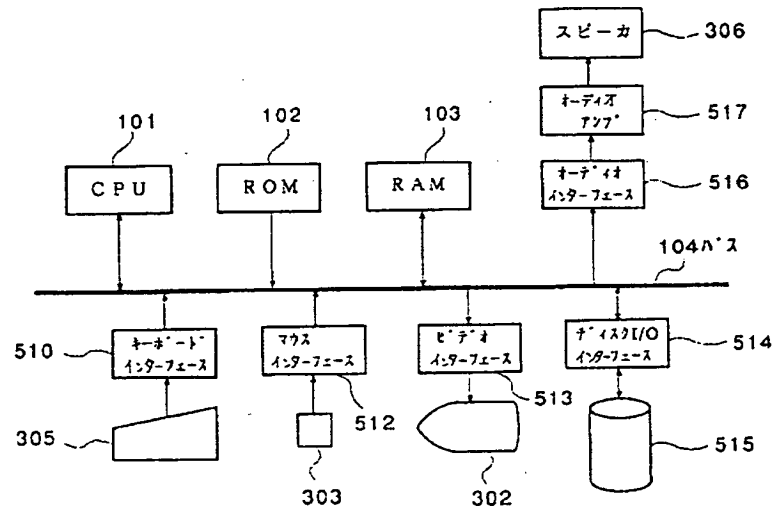 スピーカ
306
オーディオ
アンプ
517
101
102
103
CPU
ROM
RAM
オーディオ
インターフェース
516
104バス
510
キーボード
インターフェース
マウス
インターフェース
ビデオ
インターフェース
ディスクI/O
インターフェース
514
512
513
305
303
302
515